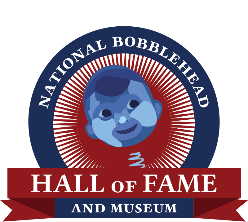 NATIONAL BOBBLEHEAD
HALL OF FAME
AND MUSEUM